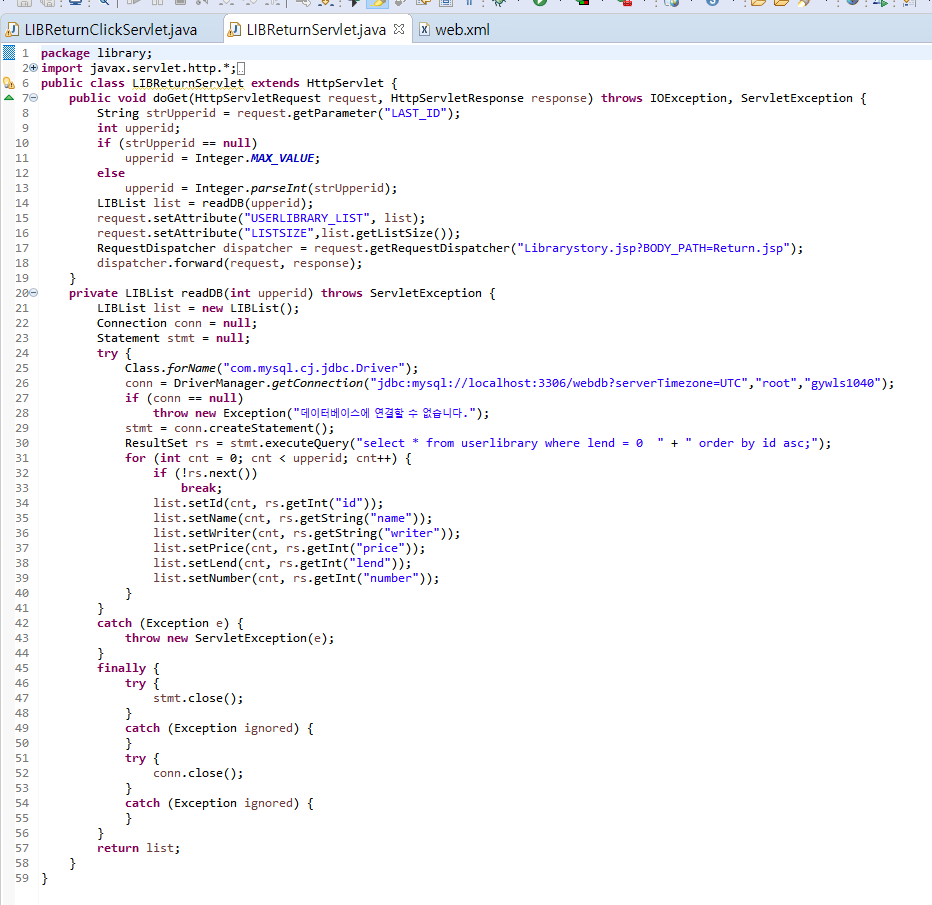 LIBReturnClickServlet.java LIBReturnServlet.java web.xml
1 package library;
2 import javax.servlet.http.*;
6 public class LIBReturnServlet extends HttpServlet {
7 public void doGet(HttpServletRequest request, HttpServletResponse response) throws IOException, ServletException {
8 String strUpperid = request.getParameter("LAST_ID");
9 int upperid;
10 if (strUpperid == null)
11 upperid = Integer.MAX_VALUE;
12 else
13 upperid = Integer.parseInt(strUpperid);
14 LIBList list = readDB(upperid);
15 request.setAttribute("USERLIBRARY_LIST", list);
16 request.setAttribute("LISTSIZE",list.getListSize());
17 RequestDispatcher dispatcher = request.getRequestDispatcher("Librarystory.jsp?BODY_PATH=Return.jsp");
18 dispatcher.forward(request, response);
19 }
20 private LIBList readDB(int upperid) throws ServletException {
21 LIBList list = new LIBList();
22 Connection conn = null;
23 Statement stmt = null;
24 try {
25 Class.forName("com.mysql.cj.jdbc.Driver");
26 conn = DriverManager.getConnection("jdbc:mysql://localhost:3306/webdb?serverTimezone=UTC","root","gywls1040");
27 if (conn == null)
28 throw new Exception("데이터베이스에 연결할 수 없습니다.");
29 stmt = conn.createStatement();
30 ResultSet rs = stmt.executeQuery("select * from userlibrary where lend = 0  " + " order by id asc;");
31 for (int cnt = 0; cnt < upperid; cnt++) {
32 if (!rs.next())
33 break;
34 list.setId(cnt, rs.getInt("id"));
35 list.setName(cnt, rs.getString("name"));
36 list.setWriter(cnt, rs.getString("writer"));
37 list.setPrice(cnt, rs.getInt("price"));
38 list.setLend(cnt, rs.getInt("lend"));
39 list.setNumber(cnt, rs.getInt("number"));
40 }
41 }
42 catch (Exception e) {
43 throw new ServletException(e);
44 }
45 finally {
46 try {
47 stmt.close();
48 }
49 catch (Exception ignored) {
50 }
51 try {
52 conn.close();
53 }
54 catch (Exception ignored) {
55 }
56 }
57 return list;
58 }
59 }